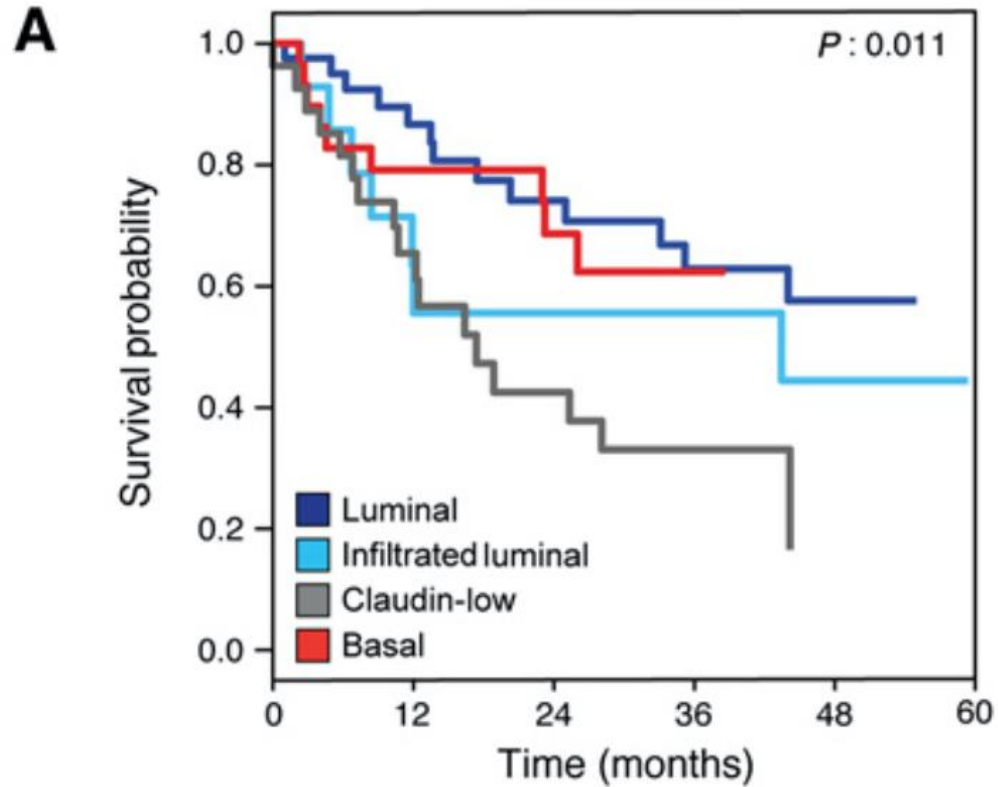 A
P: 0.011
1.0
0.8
0.6
0.4
0.2
0.0
Survival probability
Luminal
Infiltrated luminal
Claudin-low
Basal
0 12 24 36 48 60
Time (months)